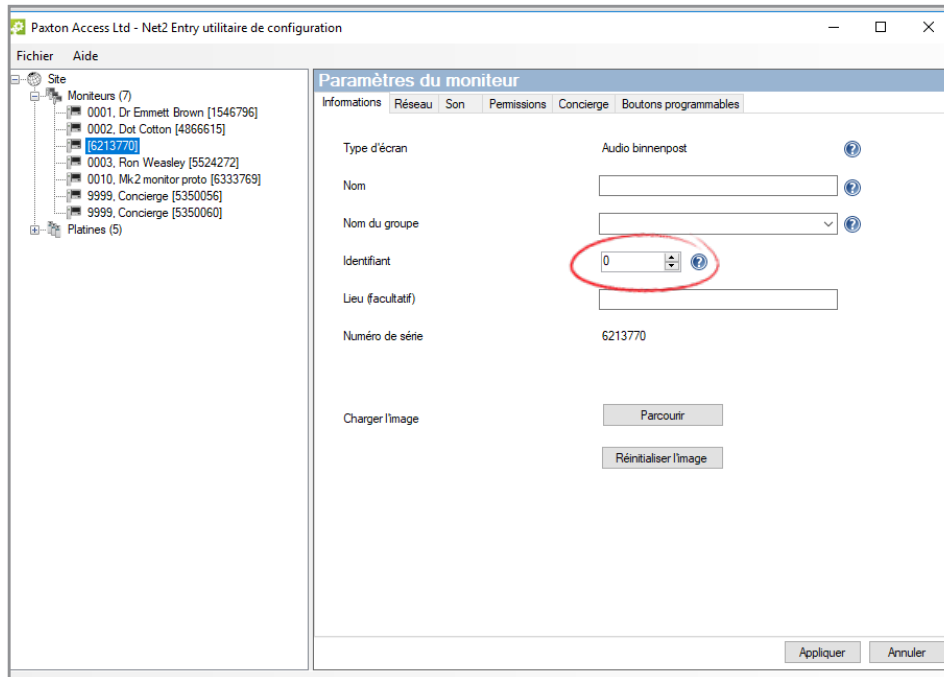 Paxton Access Ltd - Net2 Entry utilitaire de configuration
Fichier Aide
Site
Moniteurs (7)
0001, Dr Emmett Brown [1546796]
0002, Dot Cotton [4866615]
[6213770]
0003, Ron Weasley [5524272]
0010, Mk2 monitor proto [6333769]
9999, Concierge [5350056]
9999, Concierge [5350060]
Platines (5)
Paramètres du moniteur
Informations Réseau Son Permissions Concierge Boutons programmables
Type d'écran Audio binnenpost ?
Nom ?
Nom du groupe ?
Identifiant 0 ?
Lieu (facultatif)
Numéro de série 6213770
Charger l'image Parcourir
Réinitialiser l'image
Appliquer Annuler